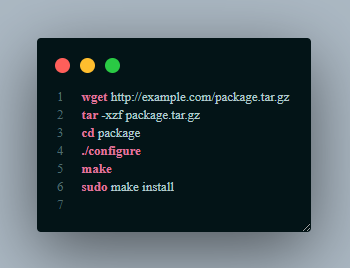 1 wget http://example.com/package.tar.gz
2 tar -xzf package.tar.gz
3 cd package
4 ./configure
5 make
6 sudo make install
7